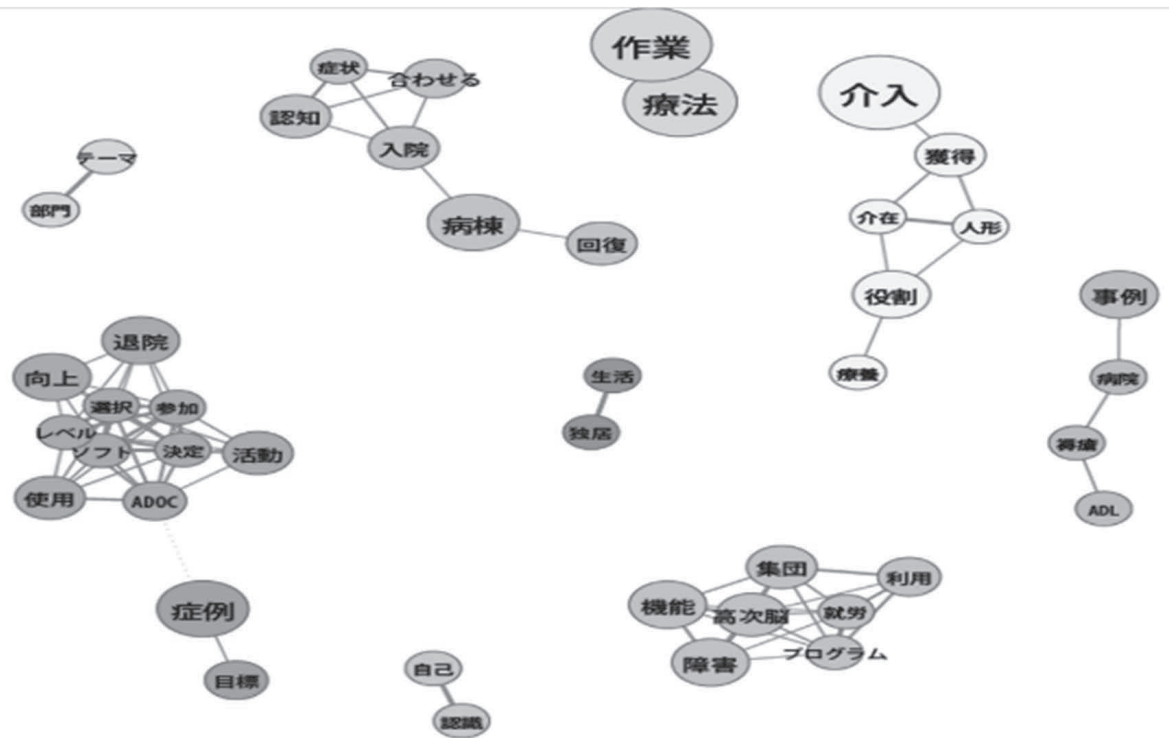 作業
療法
症状
合わせる
認知
入院
病棟
回復
テーマ
部門
介入
獲得
介在
人形
役割
療養
事例
病院
褥瘡
ADL
退院
向上
選択
参加
レベル
ソフト
決定
活動
使用
ADOC
症例
目標
生活
独居
集団
利用
機能
高次脳
就労
障害
プログラム
自己
認識